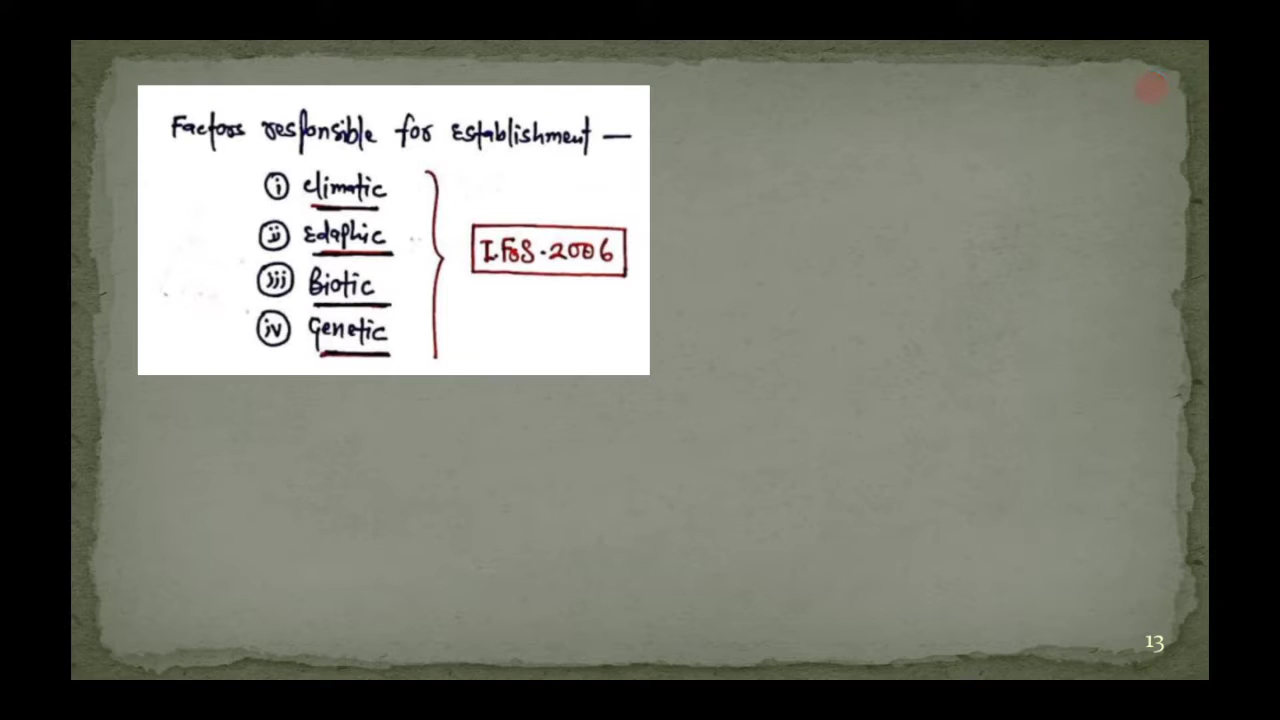 Factors responsible for Establishment —
(i) climatic
(ii) Edaphic
(iii) Biotic
(iv) Genetic
I.FoS.2006
13